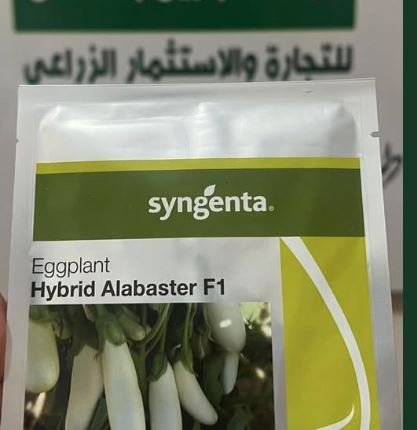 للتجارة والاستثمار الزراعي
syngenta®
Eggplant
Hybrid Alabaster F1